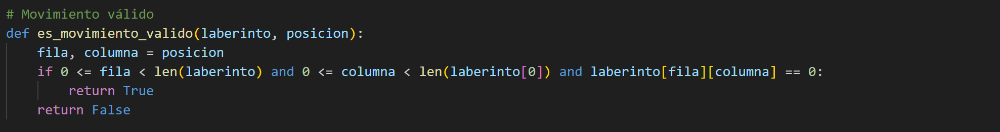 # Movimiento válido
def es_movimiento_valido(laberinto, posicion):
    fila, columna = posicion
    if 0 <= fila < len(laberinto) and 0 <= columna < len(laberinto[0]) and laberinto[fila][columna] == 0:
        return True
    return False